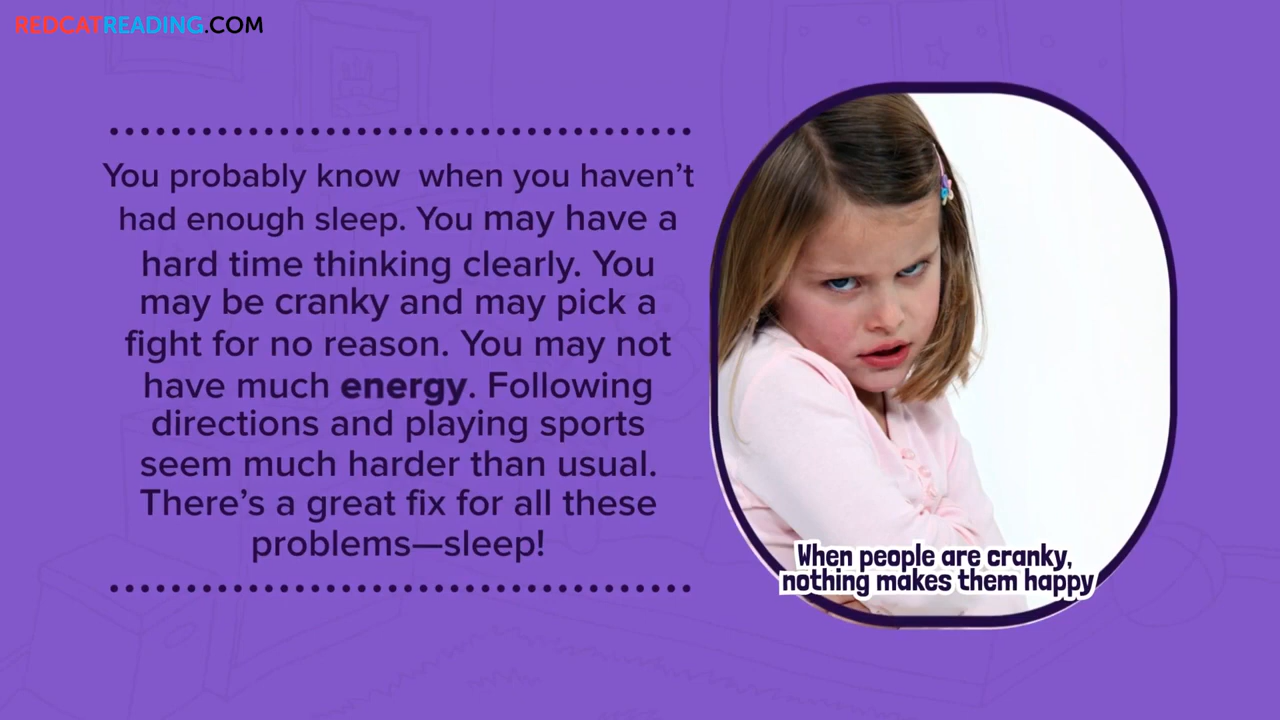 REDCATREADING.COM
You probably know when you haven't
had enough sleep. You may have a
hard time thinking clearly. You
may be cranky and may pick a
fight for no reason. You may not
have much energy. Following
directions and playing sports
seem much harder than usual.
There's a great fix for all these
problems—sleep!
When people are cranky,
nothing makes them happy